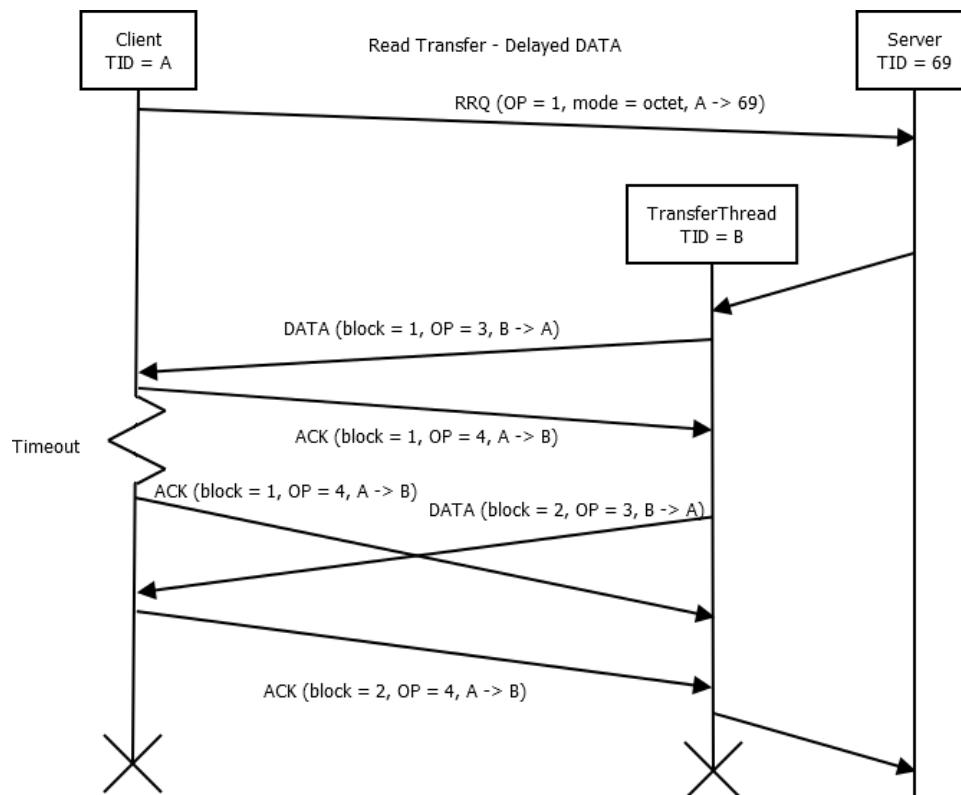 Client
TID = A
Read Transfer - Delayed DATA
Server
TID = 69
RRQ (OP = 1, mode = octet, A -> 69)
TransferThread
TID = B
DATA (block = 1, OP = 3, B -> A)
ACK (block = 1, OP = 4, A -> B)
Timeout
ACK (block = 1, OP = 4, A -> B)
DATA (block = 2, OP = 3, B -> A)
ACK (block = 2, OP = 4, A -> B)